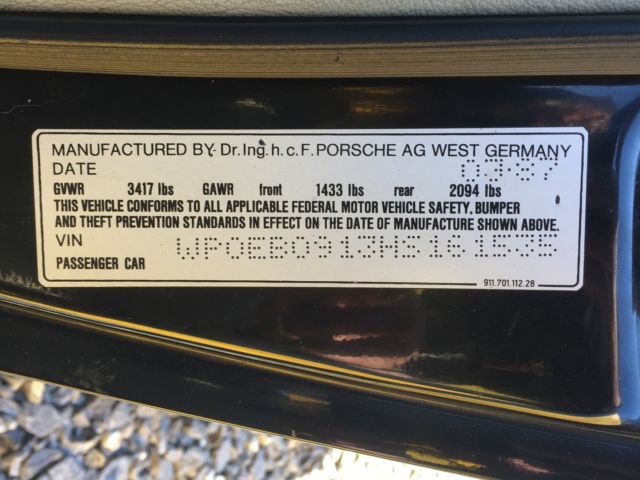 MANUFACTURED BY: Dr.Ing.h.c.F. PORSCHE AG WEST GERMANY
DATE 03-87
GVWR 3417 lbs GAWR front 1433 lbs rear 2094 lbs
THIS VEHICLE CONFORMS TO ALL APPLICABLE FEDERAL MOTOR VEHICLE SAFETY, BUMPER
AND THEFT PREVENTION STANDARDS IN EFFECT ON THE DATE OF MANUFACTURE SHOWN ABOVE.
VIN WP0EB0913HS161535
PASSENGER CAR
911.701.112.28